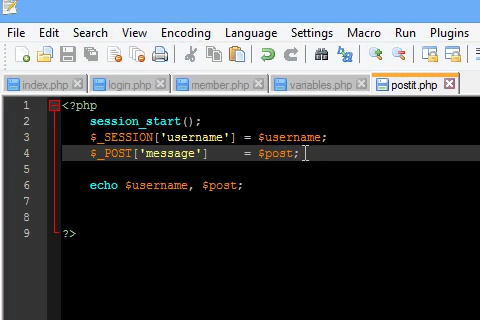 File Edit Search View Encoding Language Settings Macro Run Plugins
index.php login.php member.php variables.php postit.php
1 <?php
2 session_start();
3 $_SESSION['username'] = $username;
4 $_POST['message'] = $post;
5
6 echo $username, $post;
7
8
9 ?>